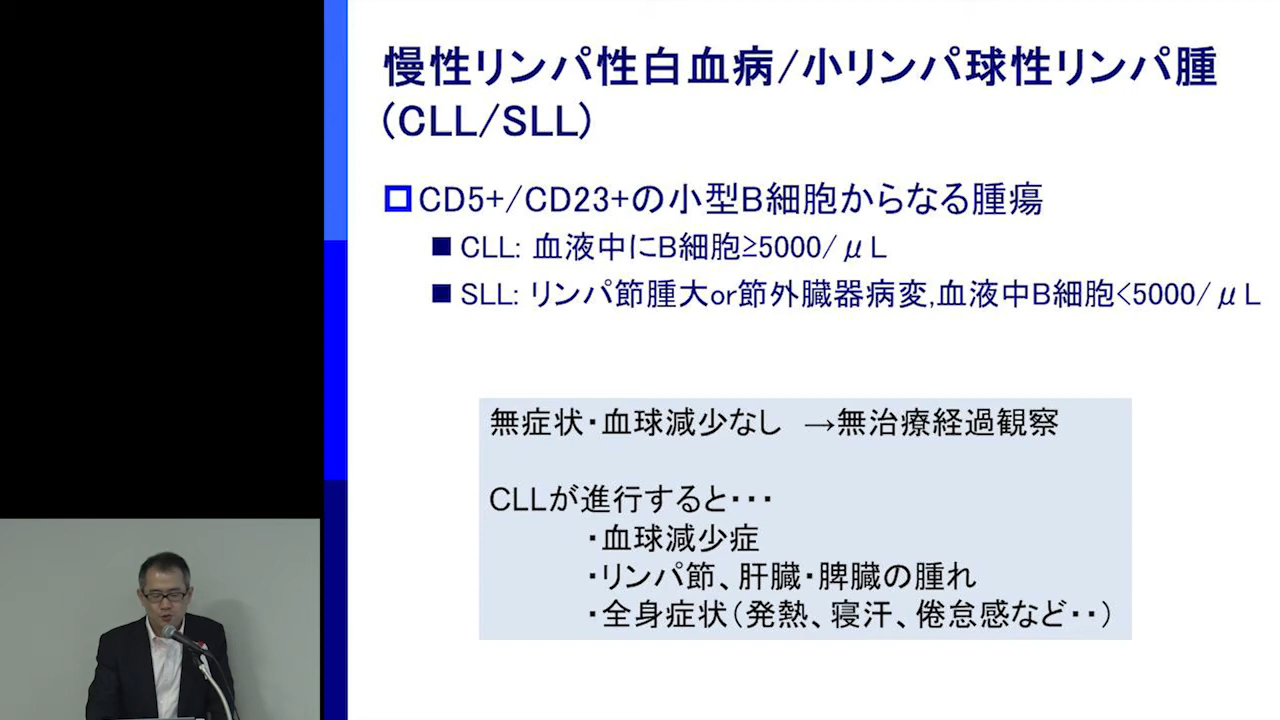 慢性リンパ性白血病/小リンパ球性リンパ腫
(CLL/SLL)
CD5+/CD23+の小型B細胞からなる腫瘍
CLL: 血液中にB細胞≥5000/μL
SLL: リンパ節腫大or節外臓器病変,血液中B細胞<5000/μL
無症状・血球減少なし →無治療経過観察
CLLが進行すると・・・
・血球減少症
・リンパ節、肝臓・脾臓の腫れ
・全身症状(発熱、寝汗、倦怠感など・・)